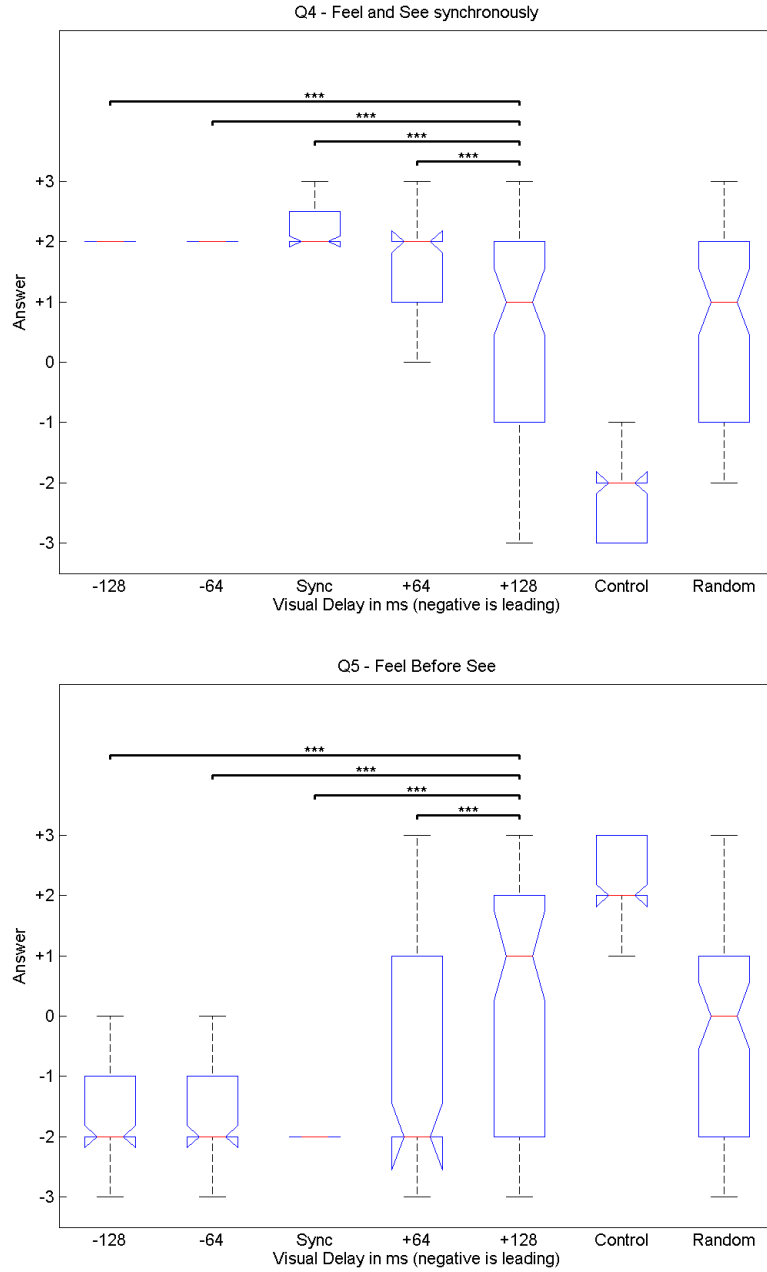 Q4 - Feel and See synchronously
***
***
***
***
+3
+2
+1
0
-1
-2
-3
Answer
-128 -64 Sync +64 +128 Control Random
Visual Delay in ms (negative is leading)
Q5 - Feel Before See
***
***
***
***
+3
+2
+1
0
-1
-2
-3
Answer
-128 -64 Sync +64 +128 Control Random
Visual Delay in ms (negative is leading)